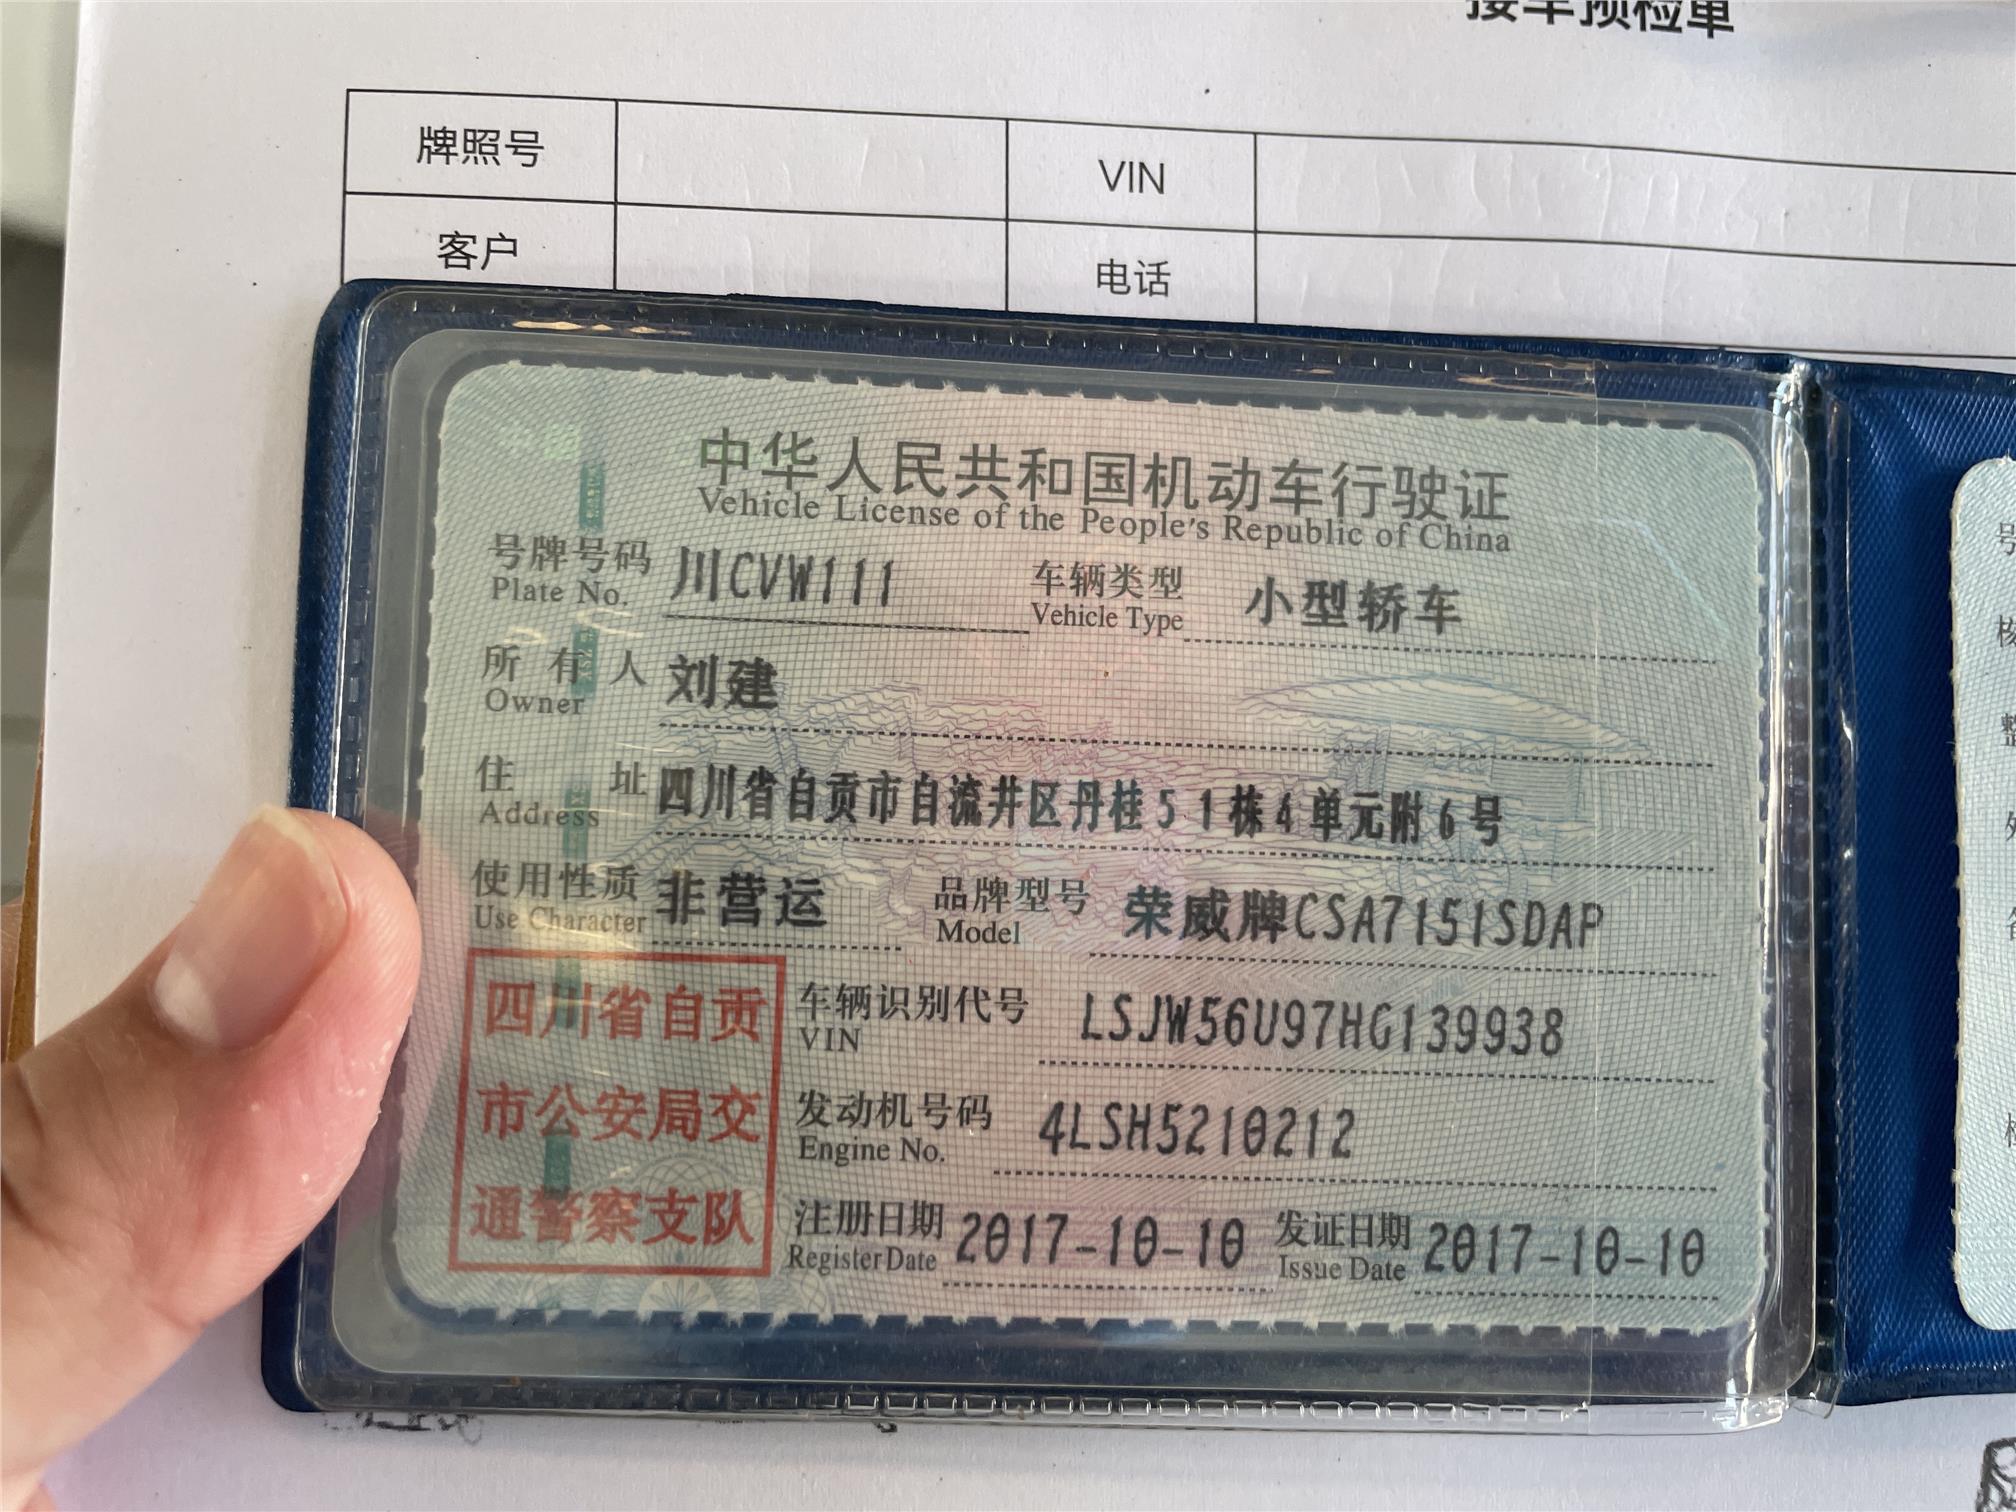 接车预检单
牌照号 VIN
客户 电话
中华人民共和国机动车行驶证
Vehicle License of the People's Republic of China
号牌号码 川CVW111 车辆类型 小型轿车
Plate No. Vehicle Type
所有人 刘建
Owner
住址 四川省自贡市自流井区丹桂51栋4单元附6号
Address
使用性质 非营运 品牌型号 荣威牌CSA7151SDAP
Use Character Model
四川省自贡
市公安局交
通警察支队
车辆识别代号 LSJW56U97HG139938
VIN
发动机号码 4LSH5210212
Engine No.
注册日期 2017-10-10 发证日期 2017-10-10
Register Date Issue Date
号